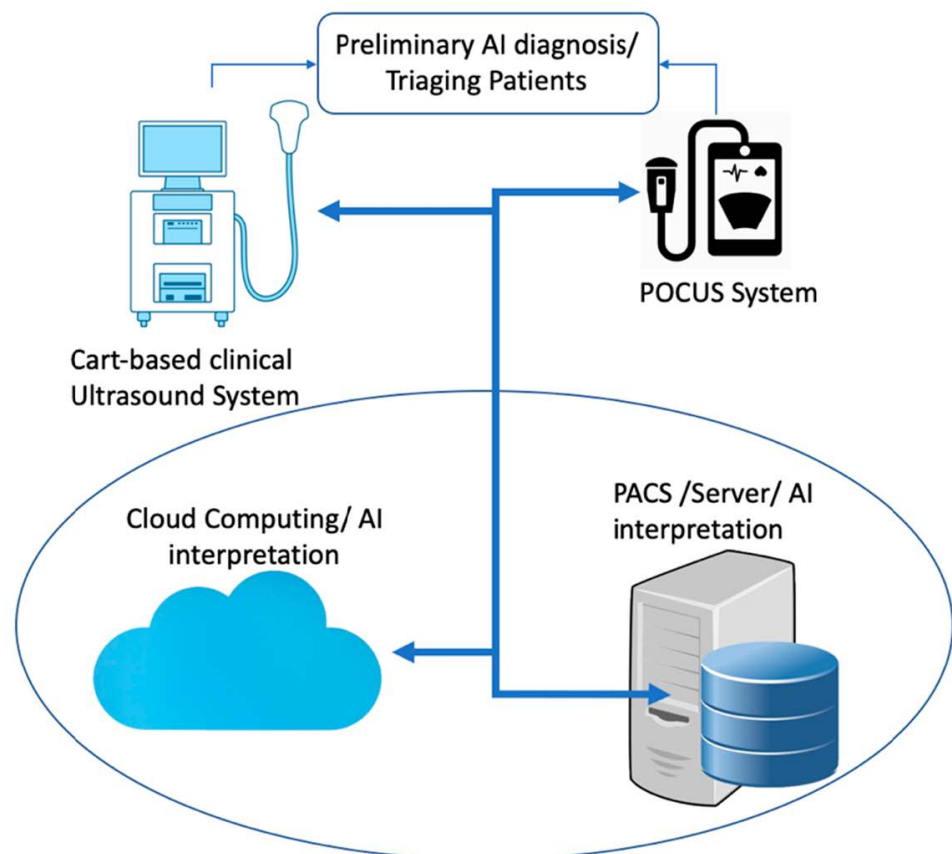 Preliminary AI diagnosis/
Triaging Patients
POCUS System
Cart-based clinical
Ultrasound System
Cloud Computing/ AI
interpretation
PACS /Server/ AI
interpretation